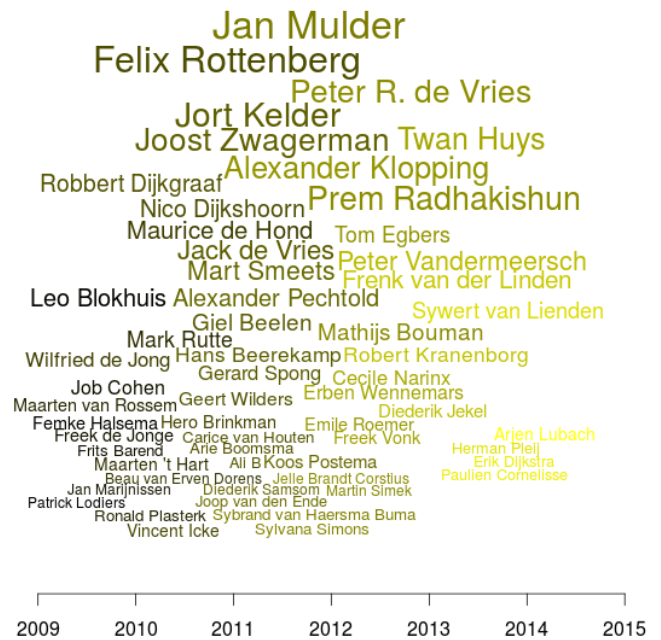 Jan Mulder
Felix Rottenberg
Peter R. de Vries
Jort Kelder
Joost Zwagerman Twan Huys
Alexander Klopping
Robbert Dijkgraaf
Prem Radhakishun
Nico Dijkshoorn
Maurice de Hond Tom Egbers
Jack de Vries
Peter Vandermeersch
Mart Smeets
Frenk van der Linden
Leo Blokhuis Alexander Pechtold
Sywert van Lienden
Giel Beelen
Mathijs Bouman
Mark Rutte
Wilfried de Jong Hans Beerekamp Robert Kranenborg
Gerard Spong
Cecile Narinx
Job Cohen
Erben Wennemars
Maarten van Rossem Geert Wilders
Diederik Jekel
Femke Halsema Hero Brinkman
Emile Roemer
Freek de Jonge Carice van Houten Freek Vonk Arjen Lubach
Frits Barend Arie Boomsma Herman Pleij
Maarten 't Hart Ali B Koos Postema Erik Dijkstra
Paulien Cornelisse
Beau van Erven Dorens Jelle Brandt Corstius
Jan Marijnissen Diederik Samsom Martin Simek
Patrick Lodiers Joop van den Ende
Ronald Plasterk Sybrand van Haersma Buma
Vincent Icke Sylvana Simons
2009 2010 2011 2012 2013 2014 2015